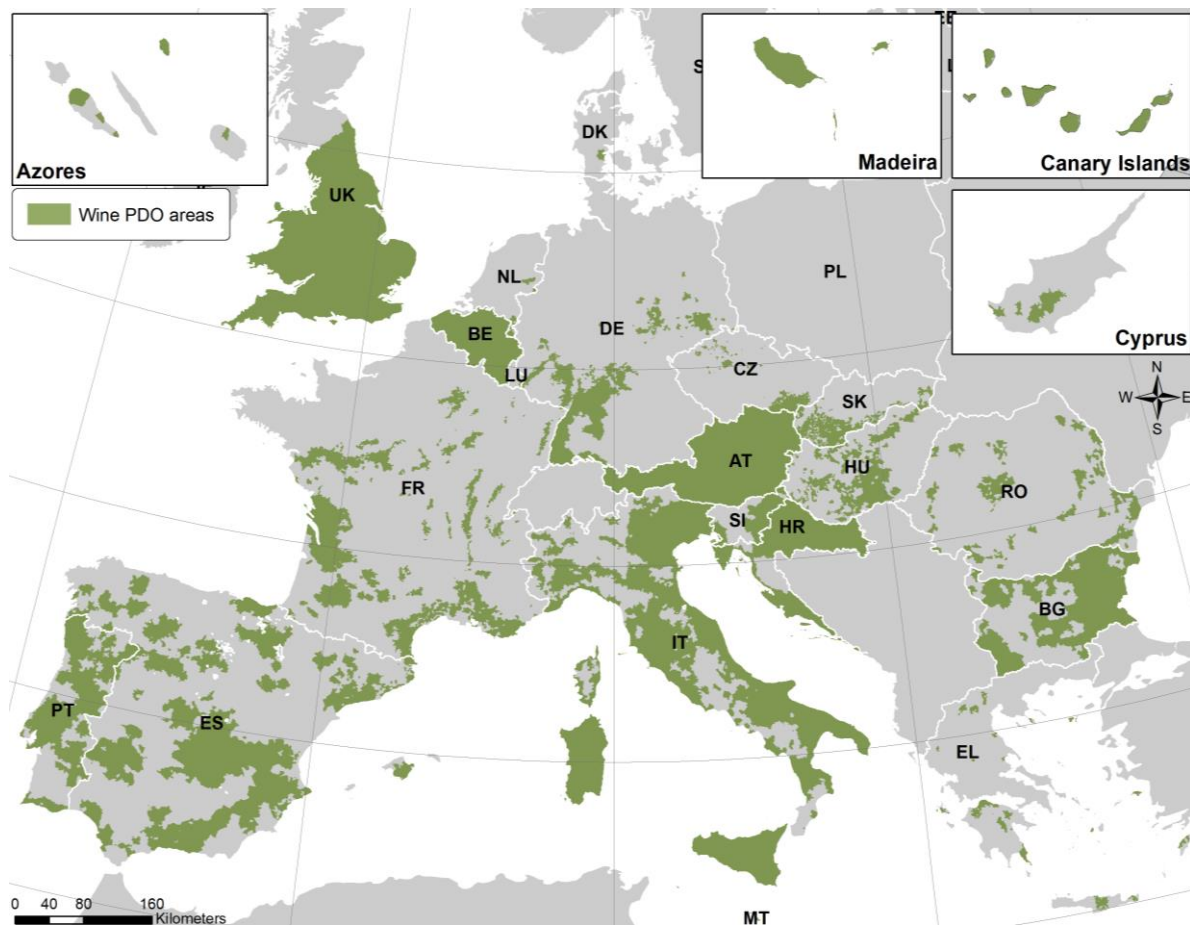 Azores
Wine PDO areas
Madeira
Canary Islands
Cyprus
N
W E
S
DK
UK
NL
PL
BE
DE
LU
CZ
SK
AT
HU
FR
RO
SI
HR
BG
IT
PT
ES
EL
MT
0 40 80 160
Kilometers